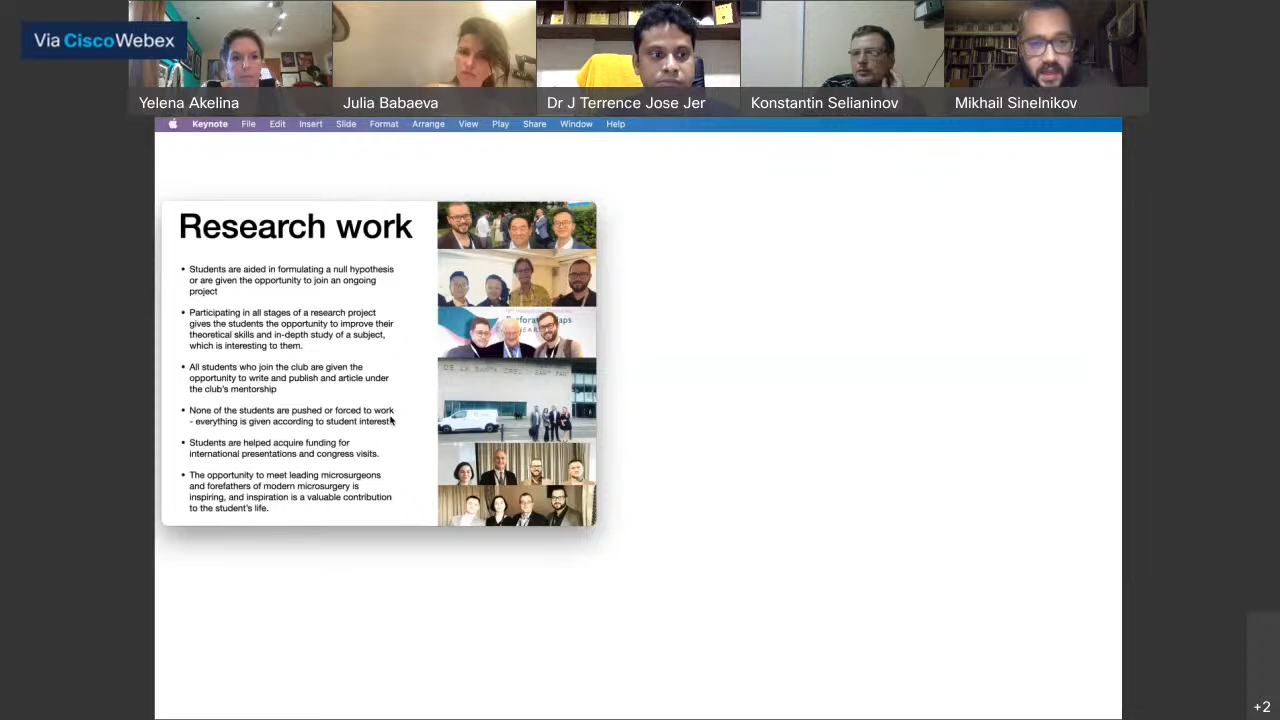 Via CiscoWebex
Yelena Akelina
Julia Babaeva
Dr J Terrence Jose Jer
Konstantin Selianinov
Mikhail Sinelnikov
Keynote File Edit Insert Slide Format Arrange View Play Share Window Help
Research work
• Students are aided in formulating a null hypothesis
or are given the opportunity to join an ongoing
project
• Participating in all stages of a research project
gives the students the opportunity to improve their
theoretical skills and in-depth study of a subject,
which is interesting to them.
• All students who join the club are given the
opportunity to write and publish and article under
the club's mentorship
• None of the students are pushed or forced to work
- everything is given according to student interest.
• Students are helped acquire funding for
international presentations and congress visits.
• The opportunity to meet leading microsurgeons
and forefathers of modern microsurgery is
inspiring, and inspiration is a valuable contribution
to the student's life.
+2